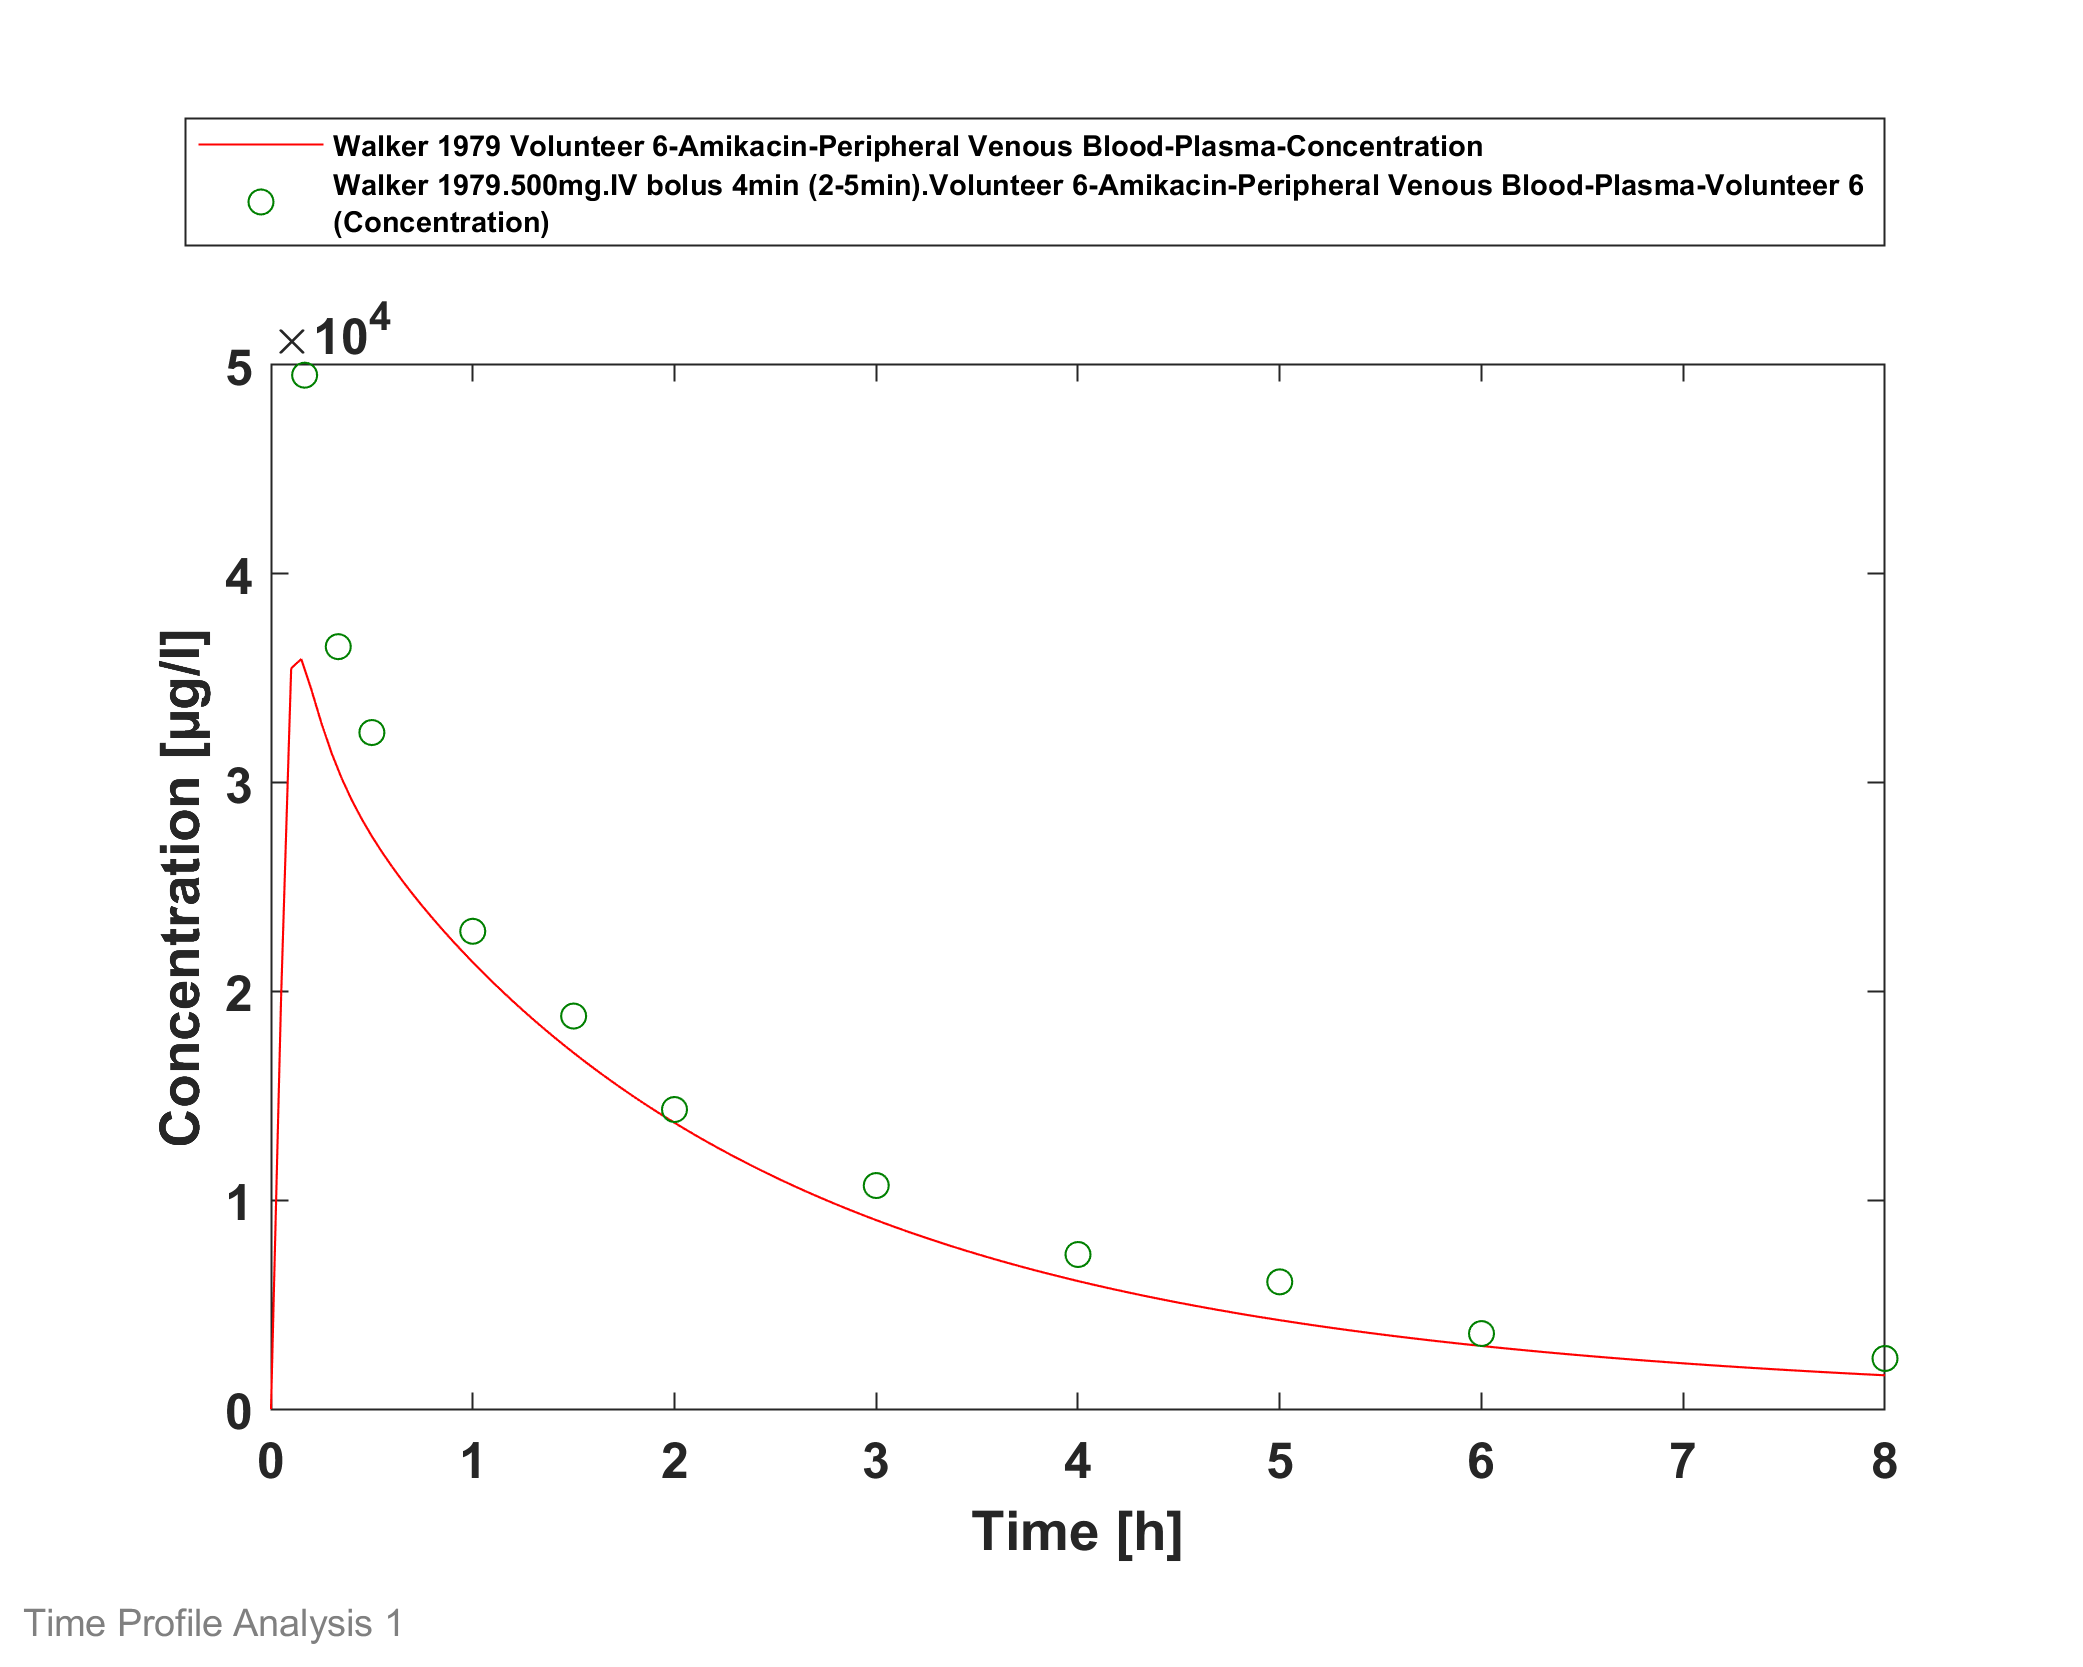 Walker 1979 Volunteer 6-Amikacin-Peripheral Venous Blood-Plasma-Concentration
Walker 1979.500mg.IV bolus 4min (2-5min).Volunteer 6-Amikacin-Peripheral Venous Blood-Plasma-Volunteer 6
(Concentration)
×10⁴
5
4
3
2
1
0
Concentration [µg/l]
0 1 2 3 4 5 6 7 8
Time [h]
Time Profile Analysis 1